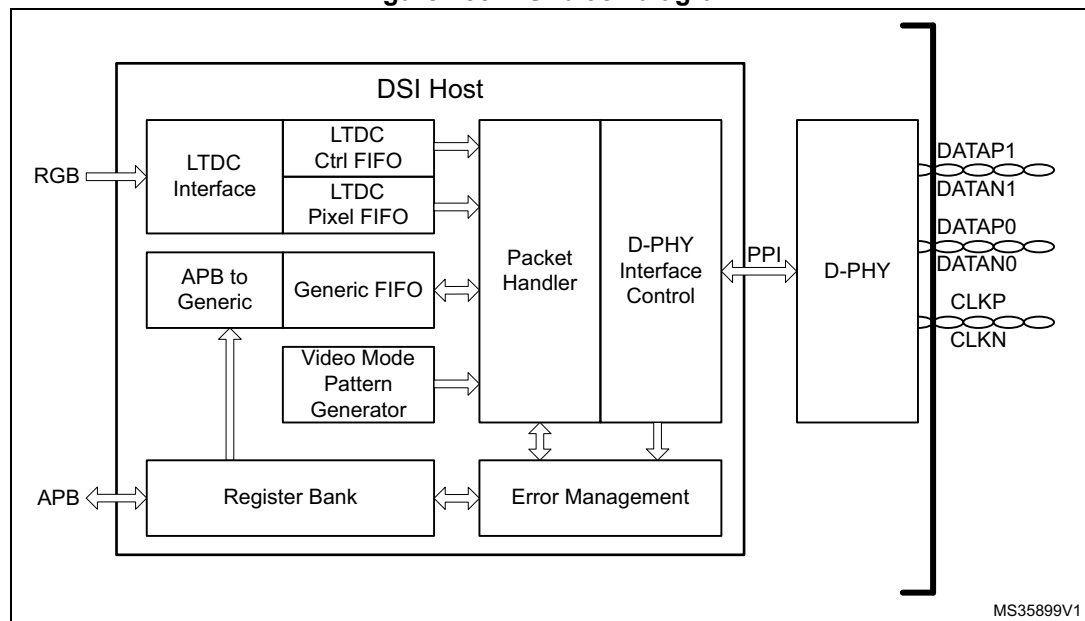 DSI Host
RGB
LTDC
Interface
LTDC
Ctrl FIFO
LTDC
Pixel FIFO
APB to
Generic
Generic FIFO
Video Mode
Pattern
Generator
Packet
Handler
D-PHY
Interface
Control
PPI
D-PHY
DATAP1
DATAN1
DATAP0
DATAN0
CLKP
CLKN
APB
Register Bank
Error Management
MS35899V1